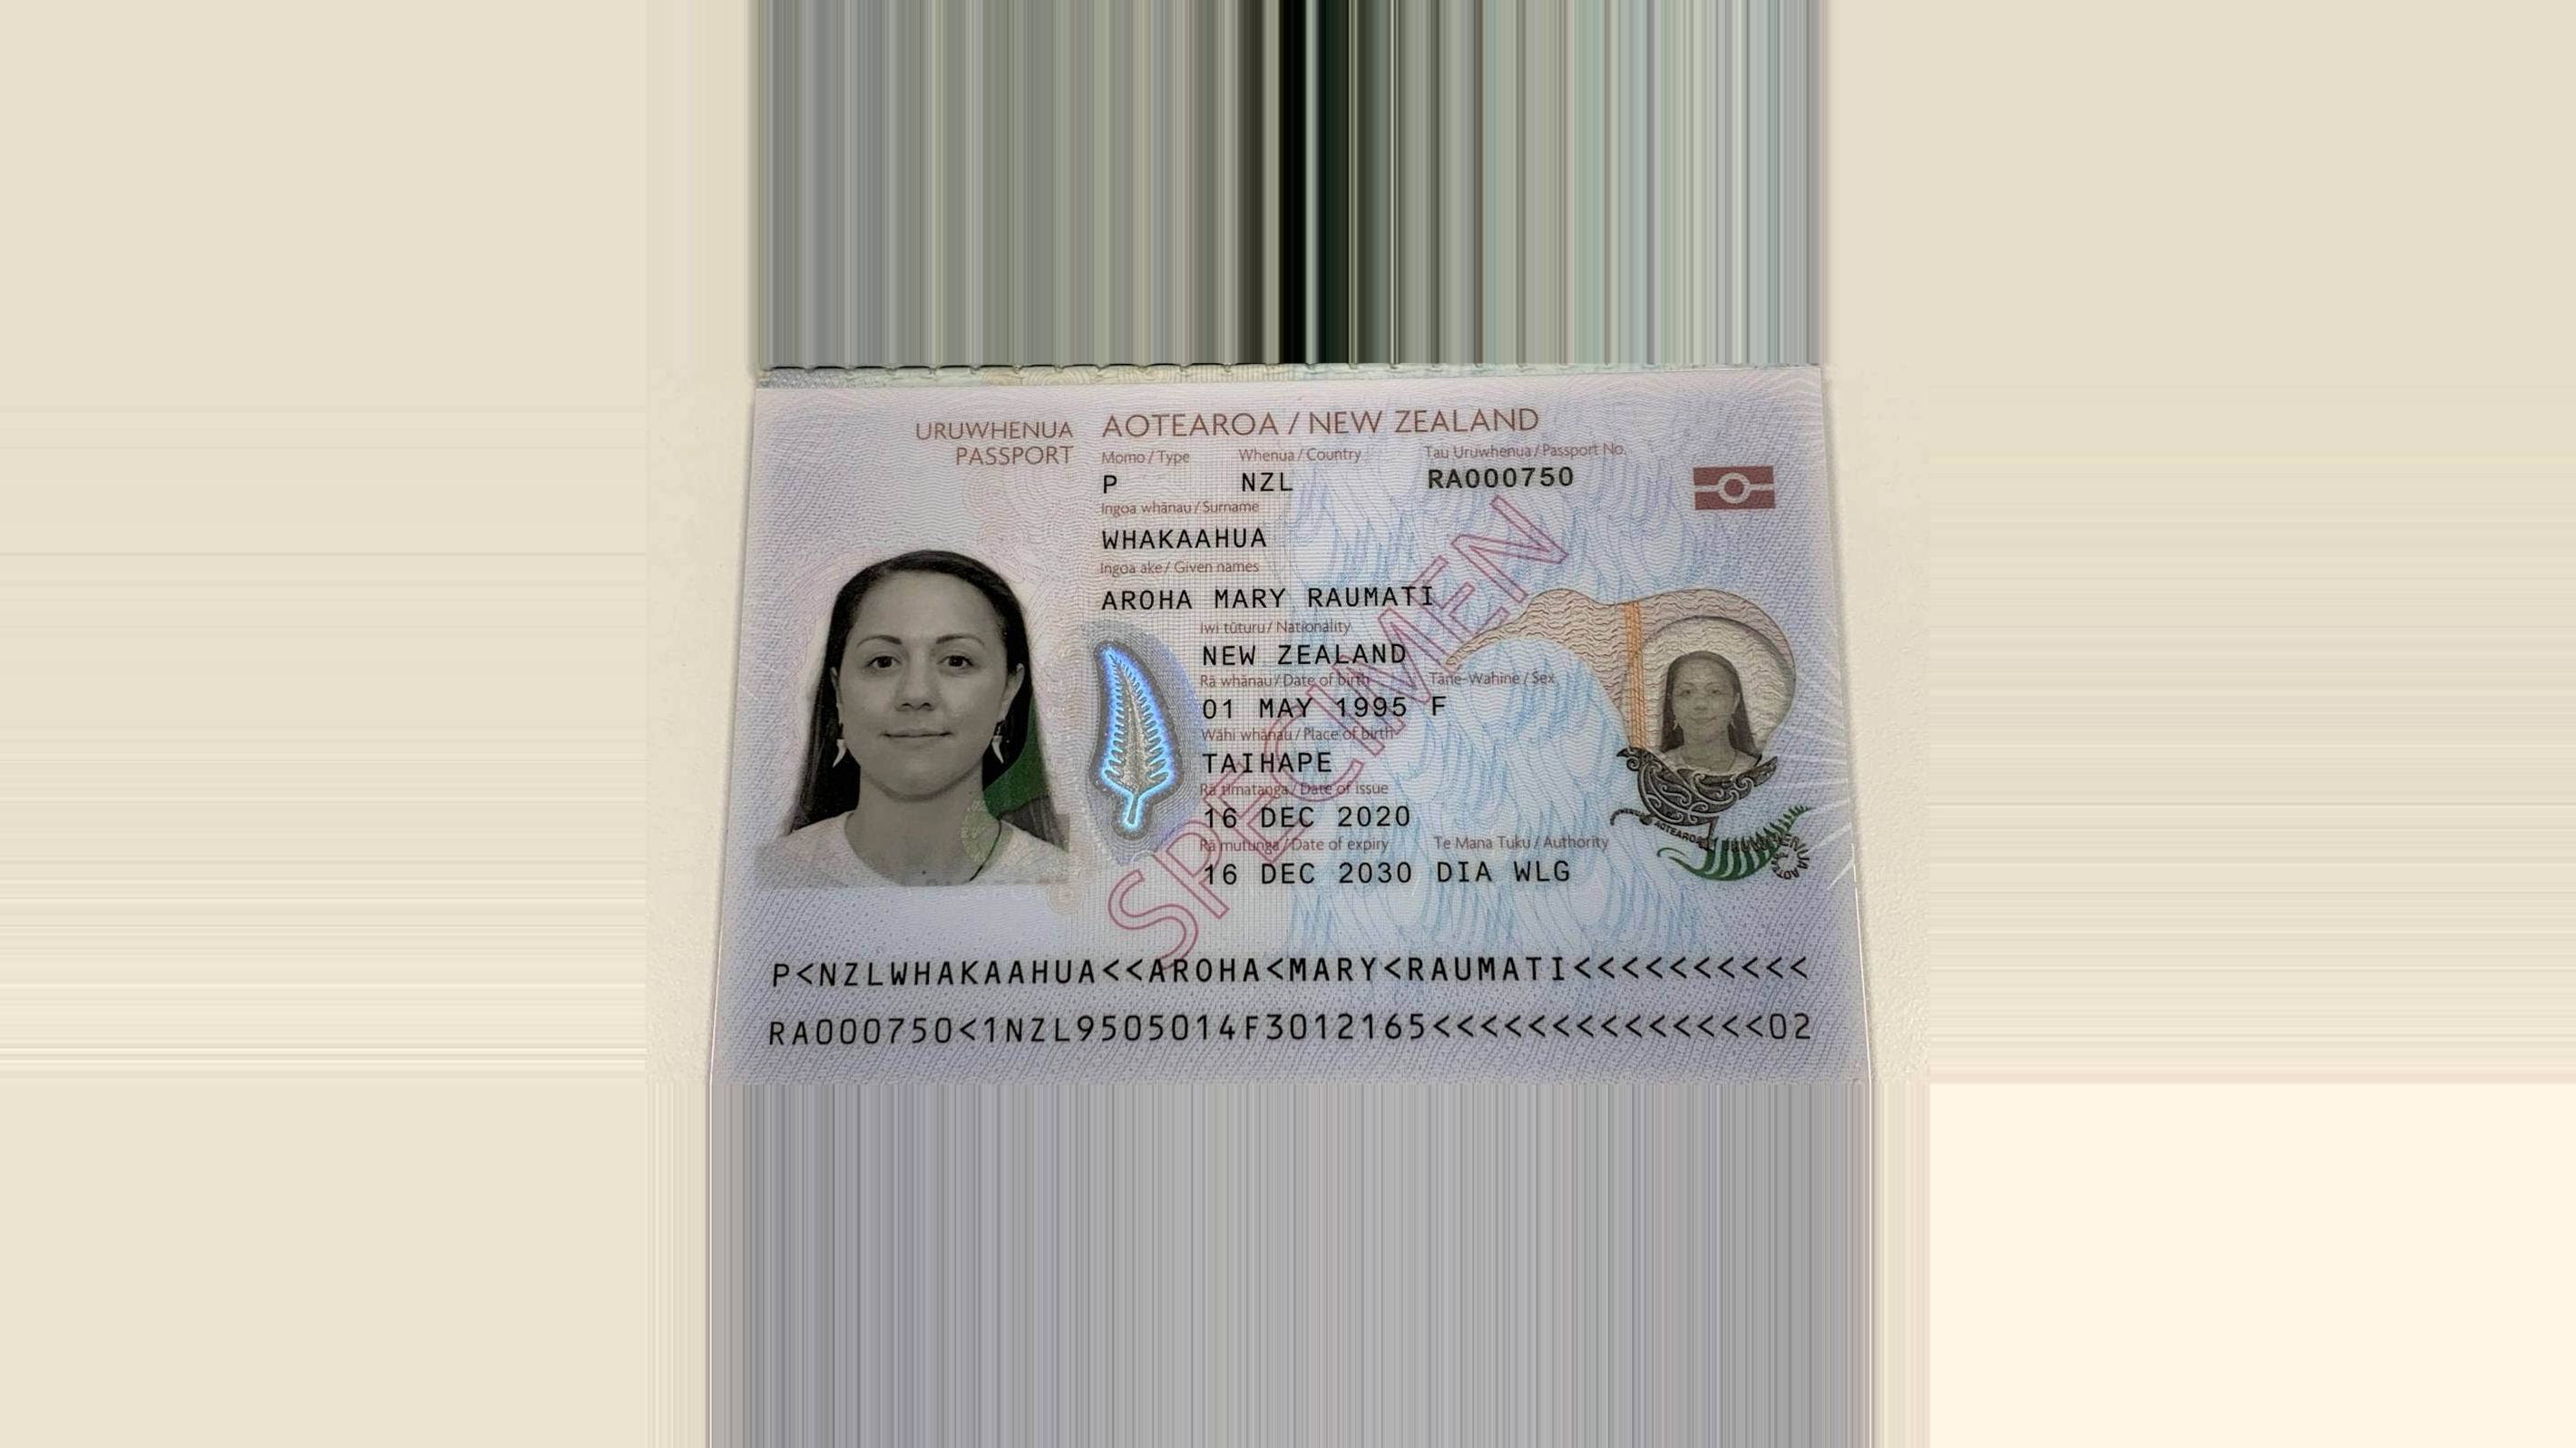 URUWHENUA
PASSPORT
AOTEAROA / NEW ZEALAND
Momo / Type Whenua / Country Tau Uruwhenua / Passport No.
P NZL RA000750
Ingoa whānau / Surname
WHAKAAHUA
Ingoa ake / Given names
AROHA MARY RAUMATI
Iwi tūturu / Nationality
NEW ZEALAND
Rā whānau / Date of birth Tāne-Wahine / Sex
01 MAY 1995 F
Wāhi whānau / Place of birth
TAIHAPE
Rā tīmatanga / Date of issue
16 DEC 2020
Rā mutunga / Date of expiry Te Mana Tuku / Authority
16 DEC 2030 DIA WLG
SPECIMEN
AOTEAROA
P<NZLWHAKAAHUA<<AROHA<MARY<RAUMATI<<<<<<<<<<
RA000750<1NZL9505014F3012165<<<<<<<<<<<<<<02